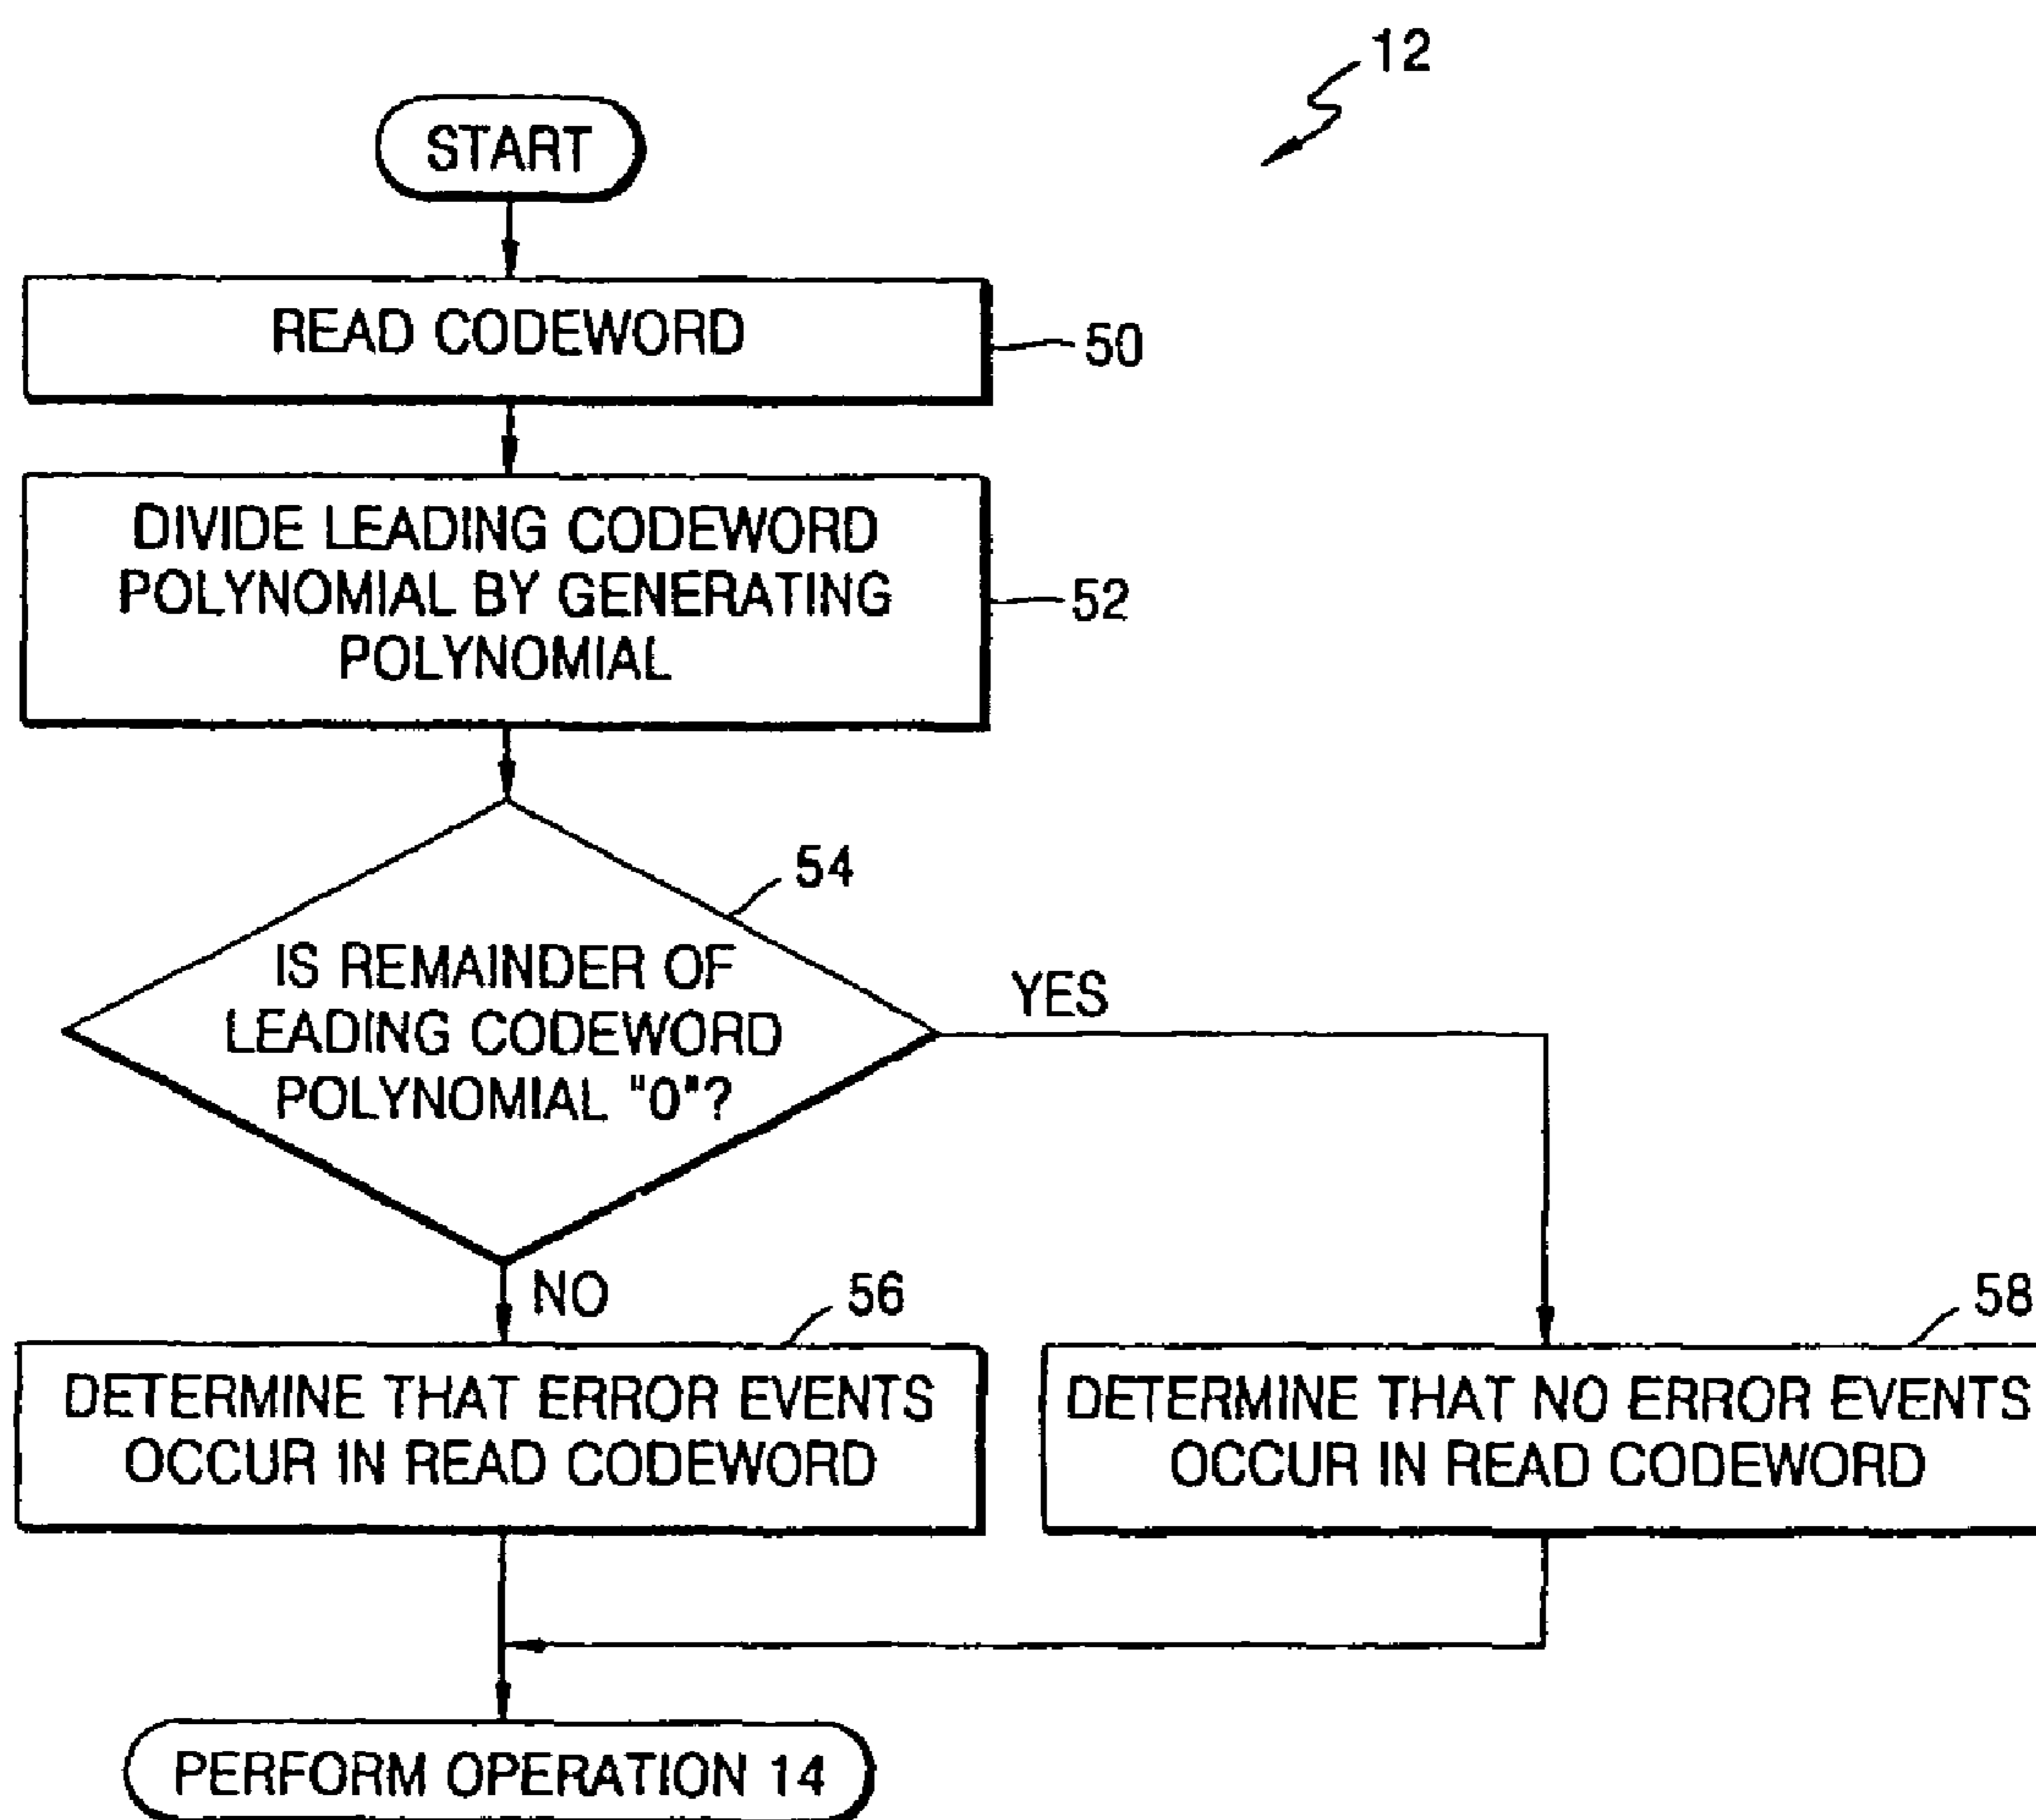 12
START
READ CODEWORD
50
DIVIDE LEADING CODEWORD
POLYNOMIAL BY GENERATING
POLYNOMIAL
52
54
IS REMAINDER OF
LEADING CODEWORD
POLYNOMIAL "0"?
YES
NO
56
58
DETERMINE THAT ERROR EVENTS
OCCUR IN READ CODEWORD
DETERMINE THAT NO ERROR EVENTS
OCCUR IN READ CODEWORD
PERFORM OPERATION 14